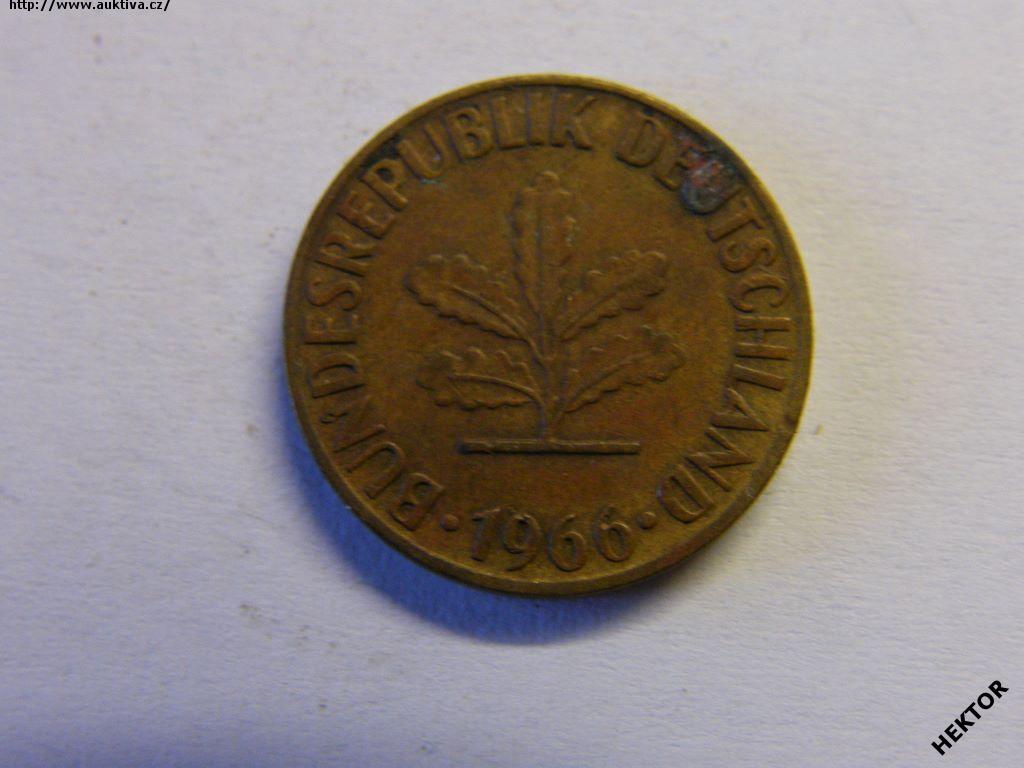 http://www.auktiva.cz/
BUNDESREPUBLIK DEUTSCHLAND
· 1966 ·
HEKTOR